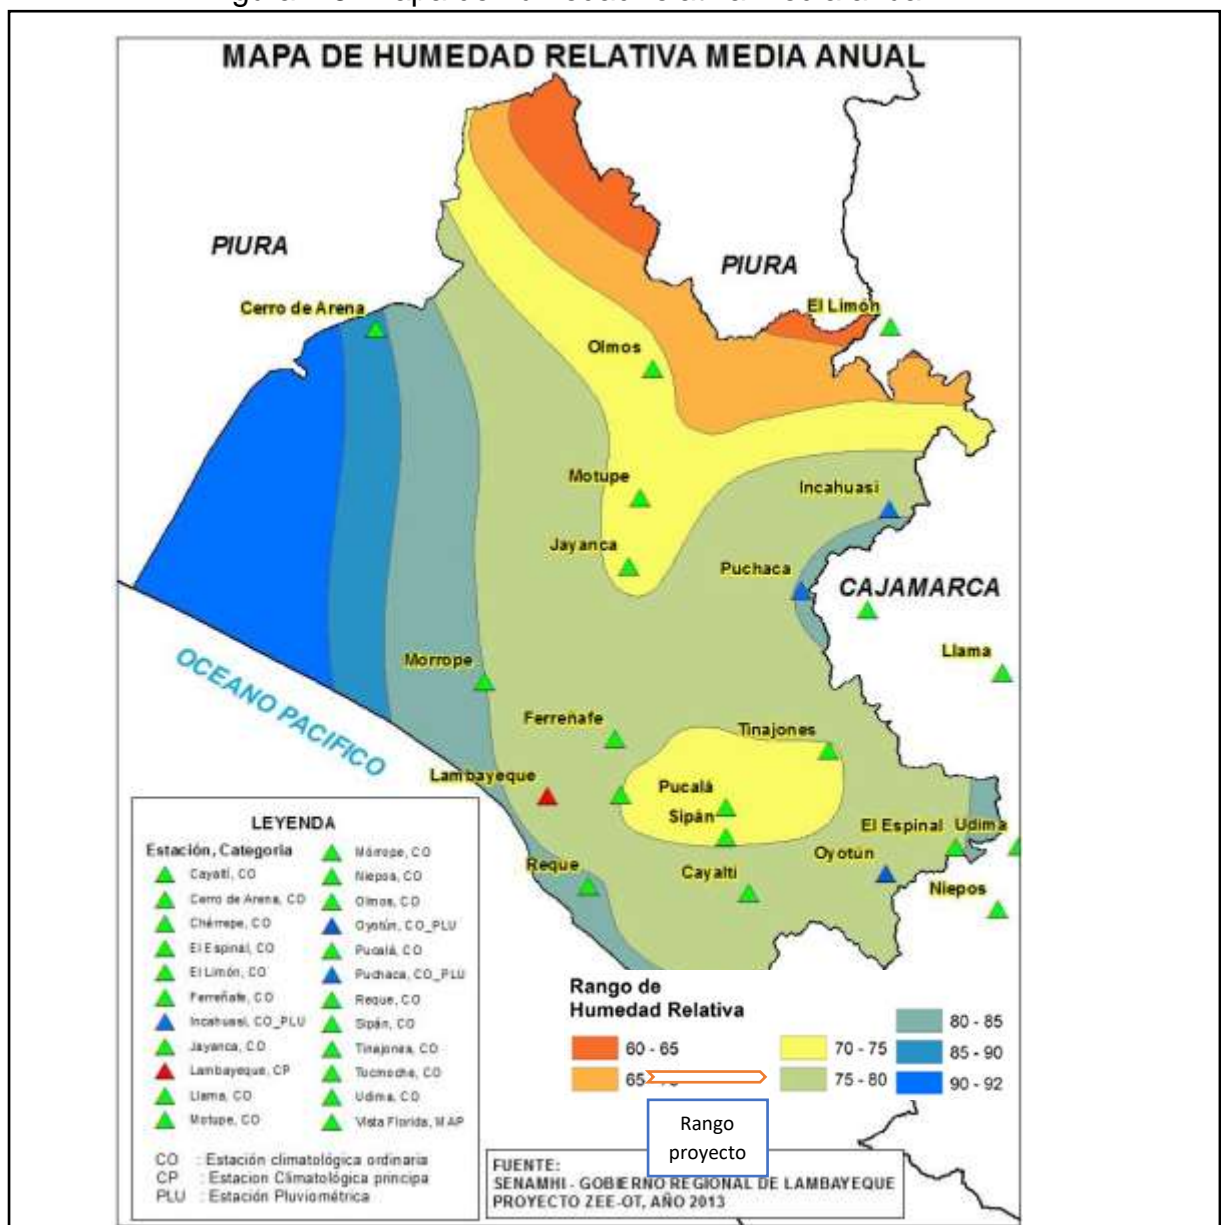 MAPA DE HUMEDAD RELATIVA MEDIA ANUAL
PIURA
PIURA
Cerro de Arena
El Limón
Olmos
Motupe
Incahuasi
Jayanca
Puchaca
CAJAMARCA
Llama
Morrope
OCEANO PACIFICO
Ferreñafe
Tinajones
Lambayeque
Pucalá
Sipán
El Espinal
Udima
Oyotún
Reque
Cayalti
Niepos
LEYENDA
Estación, Categoria
Cayaltí, CO
Cerro de Arena, CO
Chérrepe, CO
El Espinal, CO
El Limón, CO
Ferreñafe, CO
Incahuasi, CO_PLU
Jayanca, CO
Lambayeque, CP
Llama, CO
Motupe, CO
Mórrope, CO
Niepos, CO
Olmos, CO
Oyotún, CO_PLU
Pucalá, CO
Puchaca, CO_PLU
Reque, CO
Sipán, CO
Tinajones, CO
Tocmoche, CO
Udima, CO
Vista Florida, MAP
CO : Estación climatológica ordinaria
CP : Estacion Climatológica principa
PLU : Estación Pluviométrica
Rango de
Humedad Relativa
60 - 65
70 - 75
75 - 80
80 - 85
85 - 90
90 - 92
Rango
proyecto
FUENTE:
SENAMHI - GOBIERNO REGIONAL DE LAMBAYEQUE
PROYECTO ZEE-OT, AÑO 2013